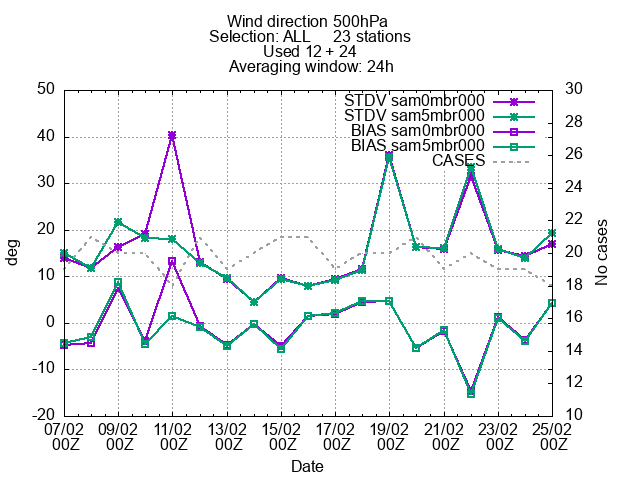 Wind direction 500hPa
Selection: ALL 23 stations
Used 12 + 24
Averaging window: 24h
STDV sam0mbr000
STDV sam5mbr000
BIAS sam0mbr000
BIAS sam5mbr000
CASES
50
40
30
20
10
0
-10
-20
deg
30
28
26
24
22
20
18
16
14
12
10
No cases
07/02 09/02 11/02 13/02 15/02 17/02 19/02 21/02 23/02 25/02
00Z 00Z 00Z 00Z 00Z 00Z 00Z 00Z 00Z 00Z
Date